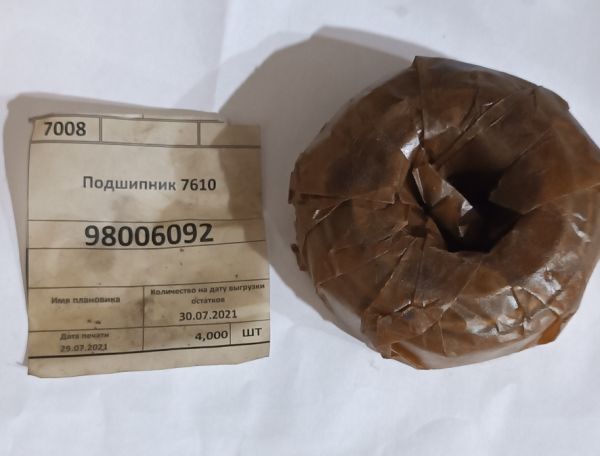 7008
Подшипник 7610
98006092
Имя плановика
Количество на дату выгрузки
остатков
30.07.2021
Дата печати
29.07.2021
4,000 ШТ